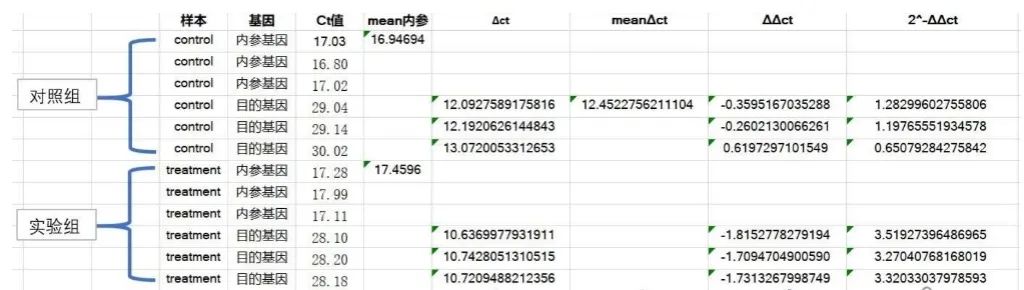 样本 基因 Ct值 mean内参 Δct meanΔct ΔΔct 2^-ΔΔct
control 内参基因 17.03 16.94694
control 内参基因 16.80
control 内参基因 17.02
对照组
control 目的基因 29.04 12.0927589175816 12.4522756211104 -0.3595167035288 1.28299602755806
control 目的基因 29.14 12.1920626144843 -0.2602130066261 1.19765551934578
control 目的基因 30.02 13.0720053312653 0.6197297101549 0.65079284275842
treatment 内参基因 17.28 17.4596
treatment 内参基因 17.99
treatment 内参基因 17.11
实验组
treatment 目的基因 28.10 10.6369977931911 -1.8152778279194 3.51927396486965
treatment 目的基因 28.20 10.7428051310515 -1.7094704900590 3.27040768168019
treatment 目的基因 28.18 10.7209488212356 -1.7313267998749 3.32033037978593